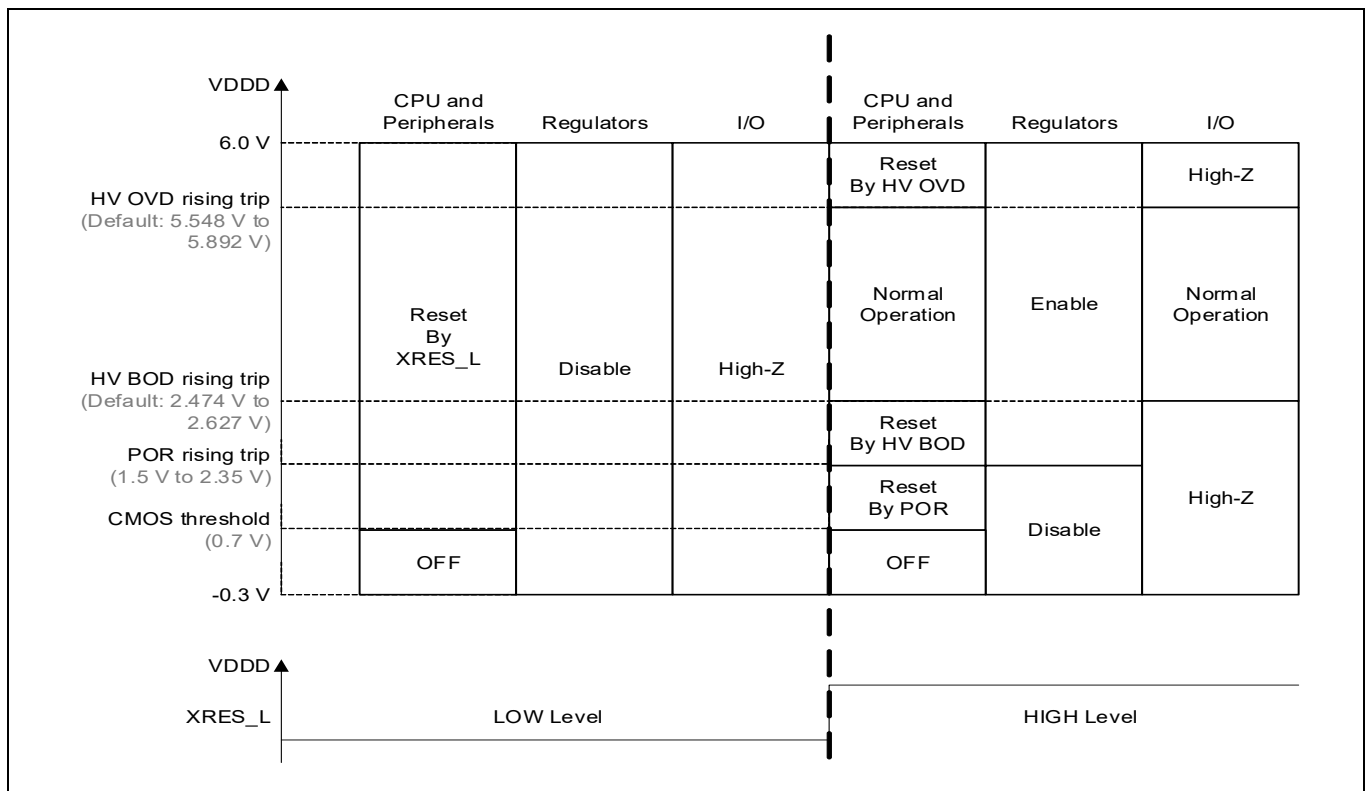 VDDD
CPU and
Peripherals
Regulators
I/O
CPU and
Peripherals
Regulators
I/O
6.0 V
Reset
By HV OVD
High-Z
HV OVD rising trip
(Default: 5.548 V to
5.892 V)
Reset
By
XRES_L
Disable
High-Z
Normal
Operation
Enable
Normal
Operation
HV BOD rising trip
(Default: 2.474 V to
2.627 V)
Reset
By HV BOD
POR rising trip
(1.5 V to 2.35 V)
Reset
By POR
High-Z
CMOS threshold
(0.7 V)
Disable
OFF
OFF
-0.3 V
VDDD
XRES_L
LOW Level
HIGH Level